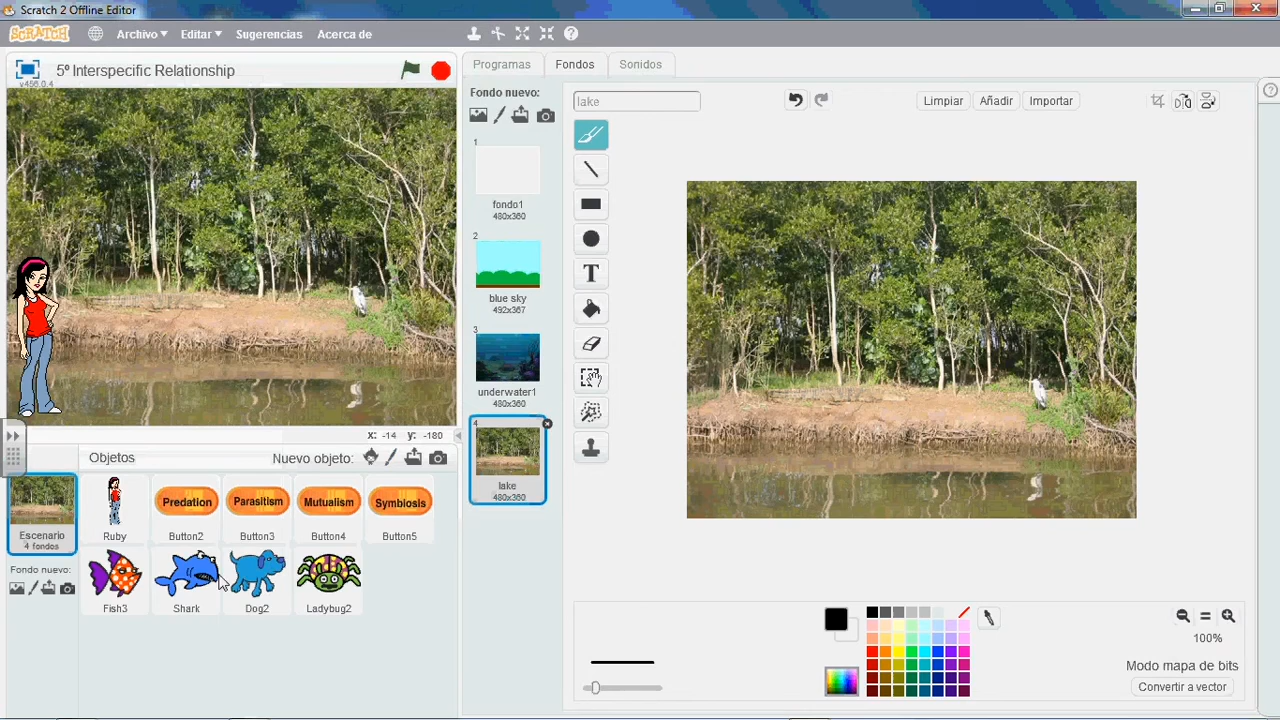 Scratch 2 Offline Editor
SCRATCH Archivo Editar Sugerencias Acerca de
5º Interspecific Relationship
v456.0.4
Programas Fondos Sonidos
Fondo nuevo:
lake
Limpiar Añadir Importar
1
fondo1
480x360
2
blue sky
492x367
3
underwater1
480x360
4
lake
480x360
T
x: -14 y: -180
Objetos Nuevo objeto:
Escenario
4 fondos
Fondo nuevo:
Ruby
Predation
Button2
Parasitism
Button3
Mutualism
Button4
Symbiosis
Button5
Fish3
Shark
Dog2
Ladybug2
100%
Modo mapa de bits
Convertir a vector